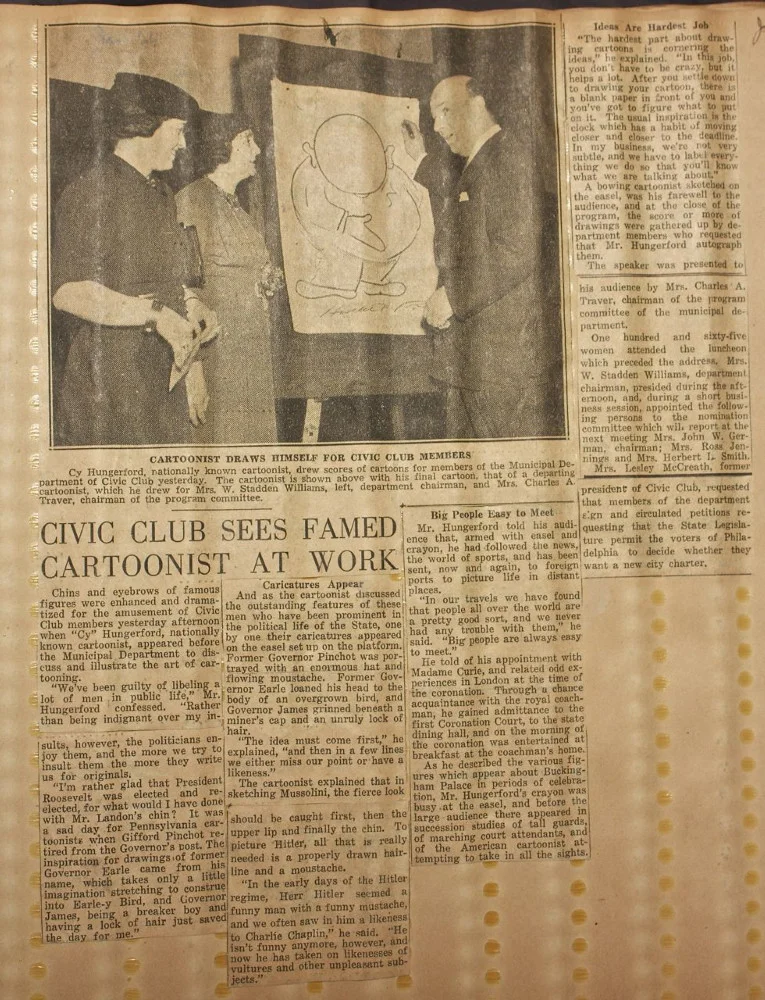 CARTOONIST DRAWS HIMSELF FOR CIVIC CLUB MEMBERS
Cy Hungerford, nationally known cartoonist, drew scores of cartoons for members of the Municipal De-
partment of Civic Club yesterday. The cartoonist is shown above with his final cartoon, that of a departing
cartoonist, which he drew for Mrs. W. Stadden Williams, left, department chairman, and Mrs. Charles A.
Traver, chairman of the program committee.
CIVIC CLUB SEES FAMED
CARTOONIST AT WORK
Chins and eyebrows of famous
figures were enhanced and drama-
tized for the amusement of Civic
Club members yesterday afternoon
when "Cy" Hungerford, nationally
known cartoonist, appeared before
the Municipal Department to dis-
cuss and illustrate the art of car-
tooning.
"We've been guilty of libeling a
lot of men in public life," Mr.
Hungerford confessed. "Rather
than being indignant over my in-
sults, however, the politicians en-
joy them, and the more we try to
insult them the more they write
us for originals.
"I'm rather glad that President
Roosevelt was elected and re-
elected, for what would I have done
with Mr. Landon's chin? It was
a sad day for Pennsylvania car-
toonists when Gifford Pinchot re-
tired from the Governor's post. The
inspiration for drawings of former
Governor Earle came from his
name, which takes only a little
imagination stretching to construe
into Earle-y Bird, and Governor
James, being a breaker boy and
having a lock of hair just saved
the day for me."
Caricatures Appear
And as the cartoonist discussed
the outstanding features of these
men who have been prominent in
the political life of the State, one
by one their caricatures appeared
on the easel set up on the platform.
Former Governor Pinchot was por-
trayed with an enormous hat and
flowing moustache. Former Gov-
ernor Earle loaned his head to the
body of an overgrown bird, and
Governor James grinned beneath a
miner's cap and an unruly lock of
hair.
"The idea must come first," he
explained, "and then in a few lines
we either miss our point or have a
likeness."
The cartoonist explained that in
sketching Mussolini, the fierce look
should be caught first, then the
upper lip and finally the chin. To
picture Hitler, all that is really
needed is a properly drawn hair-
line and a moustache.
"In the early days of the Hitler
regime, Herr Hitler seemed a
funny man with a funny mustache,
and we often saw in him a likeness
to Charlie Chaplin," he said. "He
isn't funny anymore, however, and
now he has taken on likenesses of
vultures and other unpleasant sub-
jects."
Big People Easy to Meet
Mr. Hungerford told his audi-
ence that, armed with easel and
crayon, he had followed the news,
the world of sports, and has been
sent, now and again, to foreign
ports to picture life in distant
places.
"In our travels we have found
that people all over the world are
a pretty good sort, and we never
had any trouble with them," he
said. "Big people are always easy
to meet."
He told of his appointment with
Madame Curie, and related odd ex-
periences in London at the time of
the coronation. Through a chance
acquaintance with the royal coach-
man, he gained admittance to the
first Coronation Court, to the state
dining hall, and on the morning of
the coronation was entertained at
breakfast at the coachman's home.
As he described the various fig-
ures which appear about Bucking-
ham Palace in periods of celebra-
tion, Mr. Hungerford's crayon was
busy at the easel, and before the
large audience there appeared in
succession studies of tall guards,
of marching court attendants, and
of the American cartoonist at-
tempting to take in all the sights.
Ideas Are Hardest Job
"The hardest part about draw-
ing cartoons is cornering the
ideas," he explained. "In this job,
you don't have to be crazy, but it
helps a lot. After you settle down
to drawing your cartoon, there is
a blank paper in front of you and
you've got to figure what to put
on it. The usual inspiration is the
clock which has a habit of moving
closer and closer to the deadline.
In my business, we're not very
subtle, and we have to label every-
thing we do so that you'll know
what we are talking about."
A bowing cartoonist sketched on
the easel, was his farewell to the
audience, and at the close of the
program, the score or more of
drawings were gathered up by de-
partment members who requested
that Mr. Hungerford autograph
them.
The speaker was presented to
his audience by Mrs. Charles A.
Traver, chairman of the program
committee of the municipal de-
partment.
One hundred and sixty-five
women attended the luncheon
which preceded the address. Mrs.
W. Stadden Williams, department
chairman, presided during the aft-
ernoon, and, during a short busi-
ness session, appointed the follow-
ing persons to the nomination
committee which will report at the
next meeting Mrs. John W. Ger-
man, chairman; Mrs. Ross Jen-
nings and Mrs. Herbert L. Smith.
Mrs. Lesley McCreath, former
president of Civic Club, requested
that members of the department
sign and circulated petitions re-
questing that the State Legisla-
ture permit the voters of Phila-
delphia to decide whether they
want a new city charter.